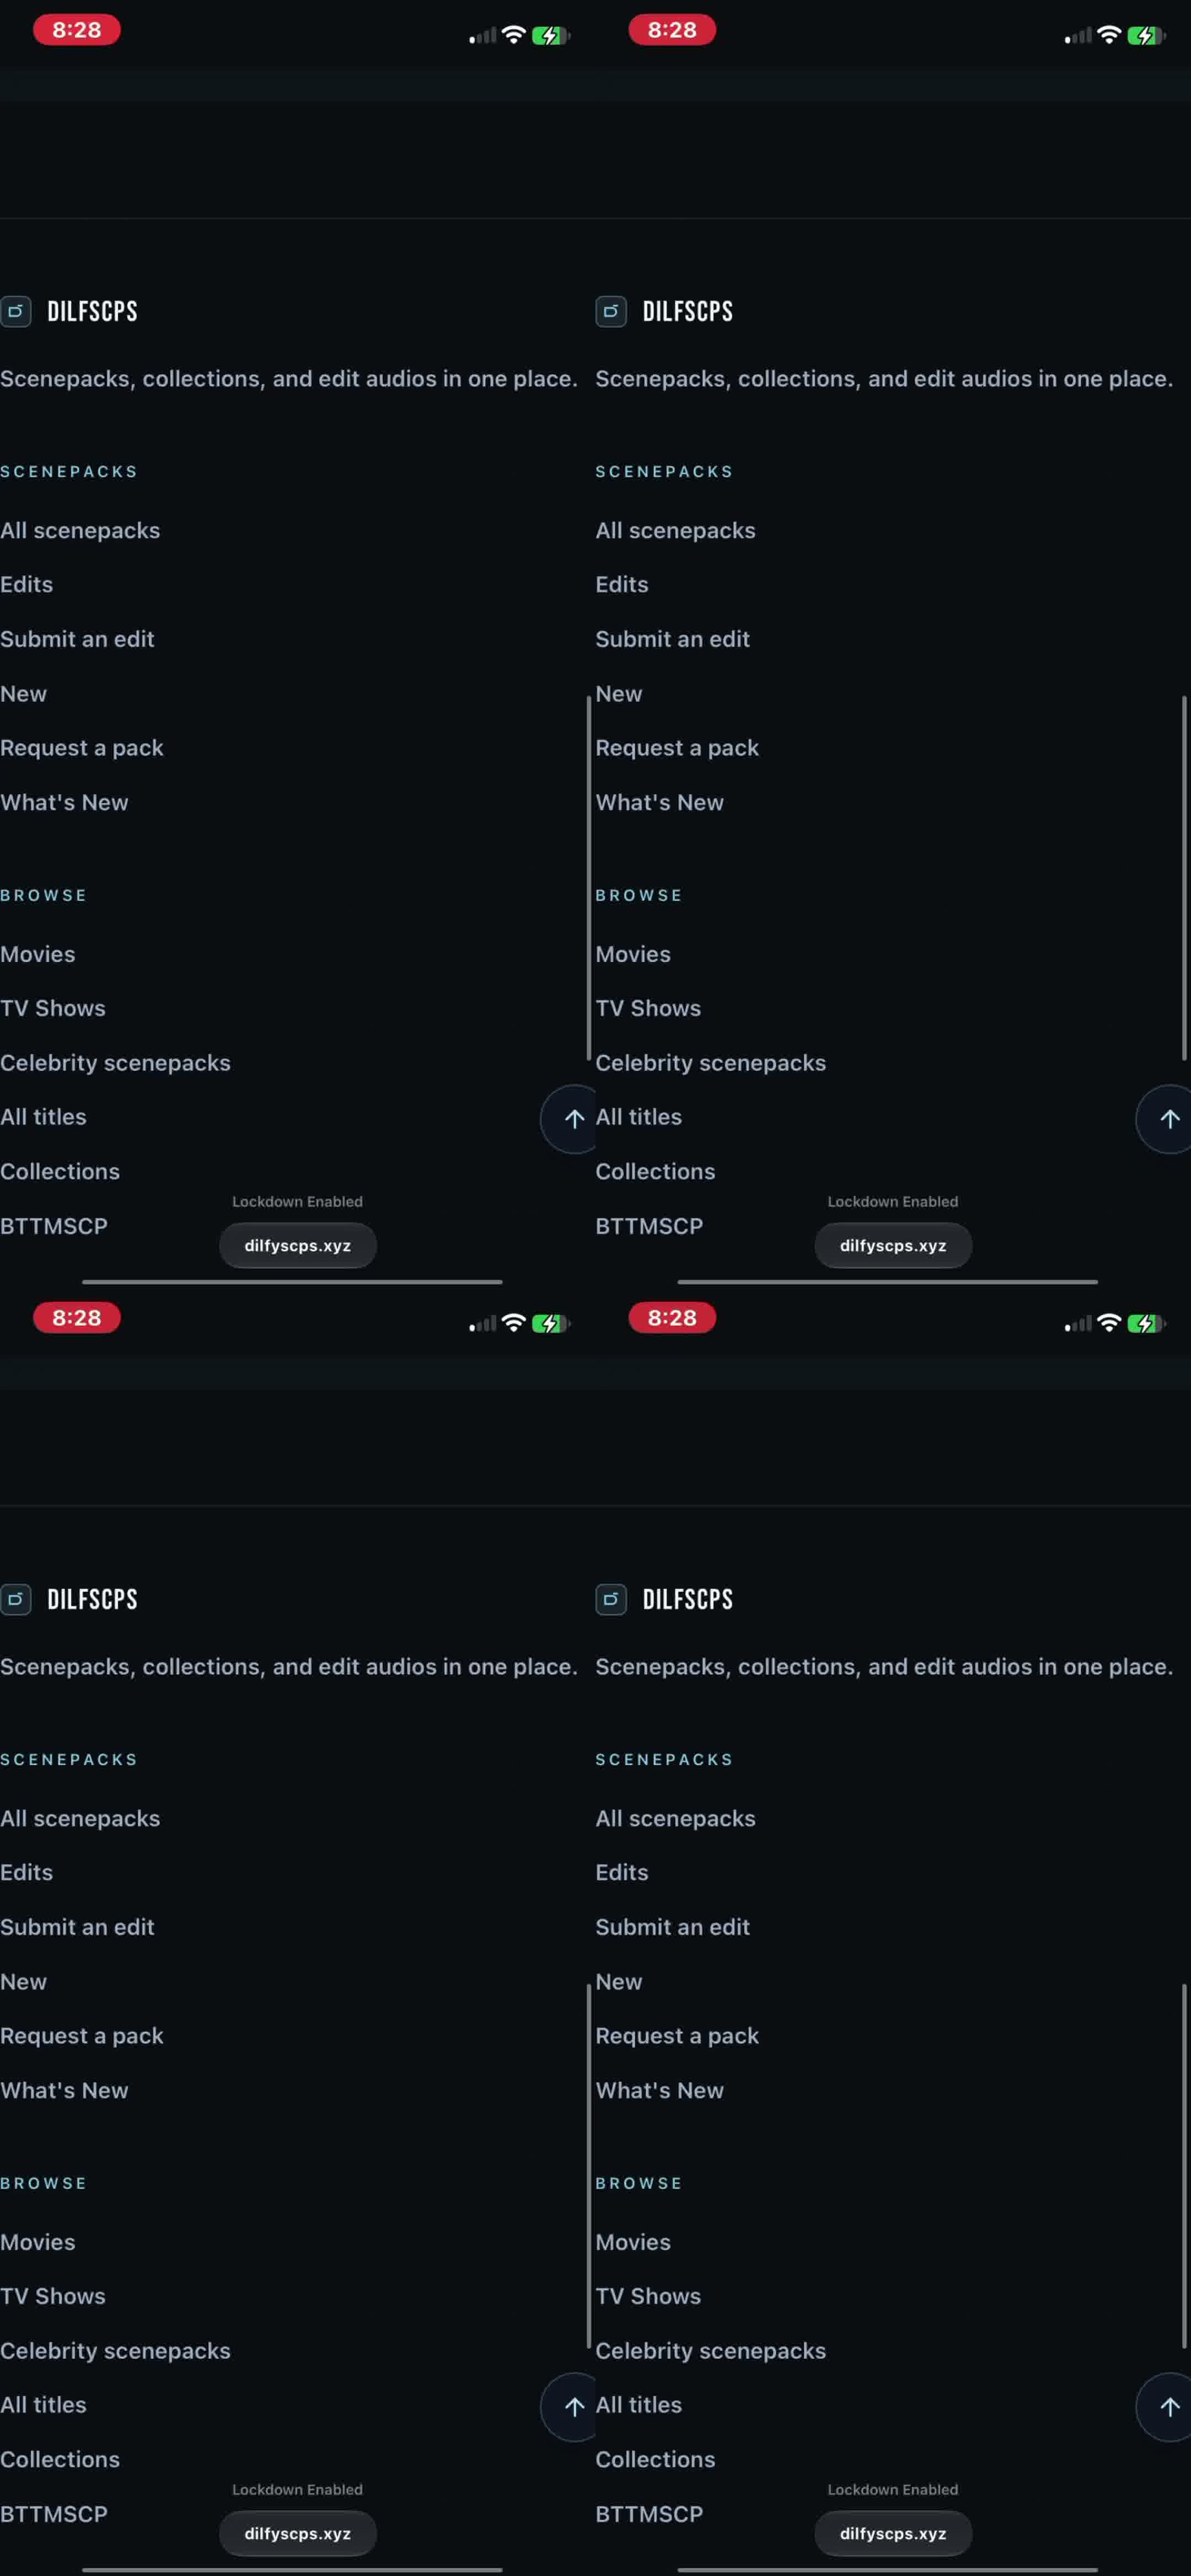 8:28
DILFSCPS
Scenepacks, collections, and edit audios in one place.
SCENEPACKS
All scenepacks
Edits
Submit an edit
New
Request a pack
What's New
BROWSE
Movies
TV Shows
Celebrity scenepacks
All titles
Collections
Lockdown Enabled
BTTMSCP
dilfyscps.xyz
8:28
DILFSCPS
Scenepacks, collections, and edit audios in one place.
SCENEPACKS
All scenepacks
Edits
Submit an edit
New
Request a pack
What's New
BROWSE
Movies
TV Shows
Celebrity scenepacks
All titles
Collections
Lockdown Enabled
BTTMSCP
dilfyscps.xyz
8:28
DILFSCPS
Scenepacks, collections, and edit audios in one place.
SCENEPACKS
All scenepacks
Edits
Submit an edit
New
Request a pack
What's New
BROWSE
Movies
TV Shows
Celebrity scenepacks
All titles
Collections
Lockdown Enabled
BTTMSCP
dilfyscps.xyz
8:28
DILFSCPS
Scenepacks, collections, and edit audios in one place.
SCENEPACKS
All scenepacks
Edits
Submit an edit
New
Request a pack
What's New
BROWSE
Movies
TV Shows
Celebrity scenepacks
All titles
Collections
Lockdown Enabled
BTTMSCP
dilfyscps.xyz